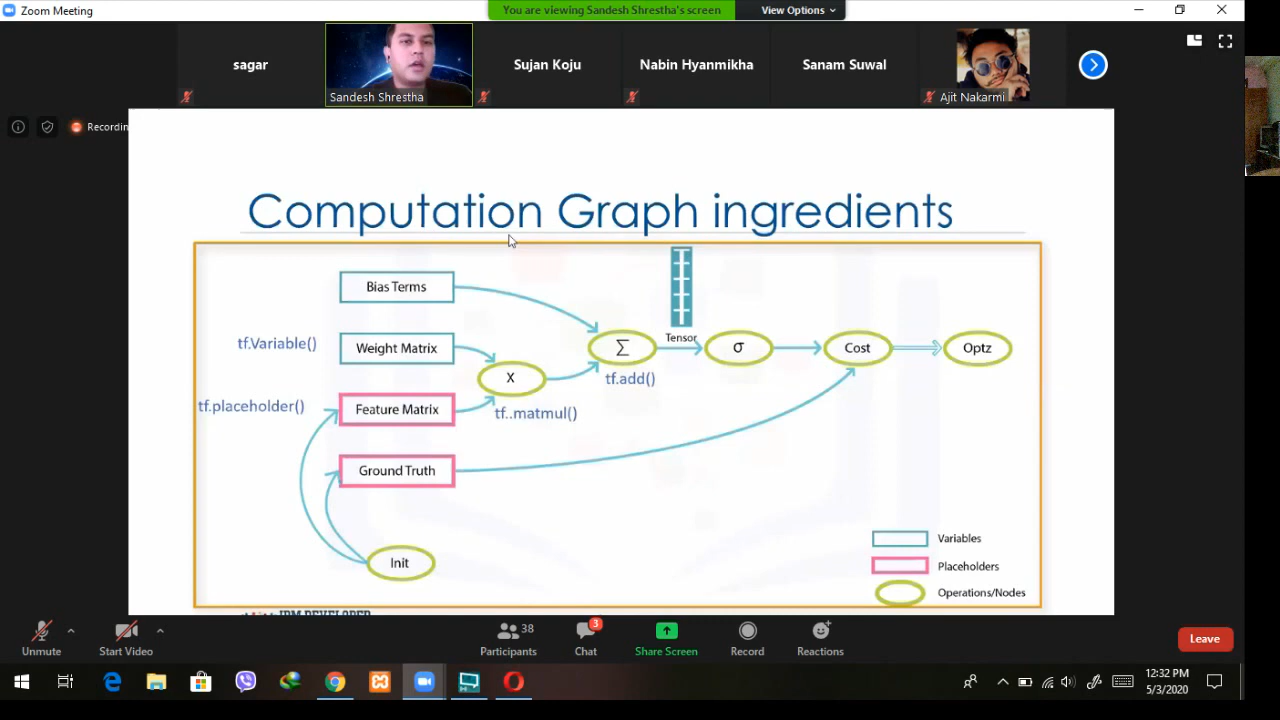 Zoom Meeting
You are viewing Sandesh Shrestha's screen
View Options
sagar
Sandesh Shrestha
Sujan Koju
Nabin Hyanmikha
Sanam Suwal
Ajit Nakarmi
Recordin
Computation Graph ingredients
Bias Terms
tf.Variable()
Weight Matrix
tf.placeholder()
Feature Matrix
Ground Truth
Init
X
tf..matmul()
Σ
tf.add()
Tensor
σ
Cost
Optz
Variables
Placeholders
Operations/Nodes
IBM DEVELOPER
Unmute
Start Video
38
Participants
3
Chat
Share Screen
Record
Reactions
Leave
12:32 PM
5/3/2020